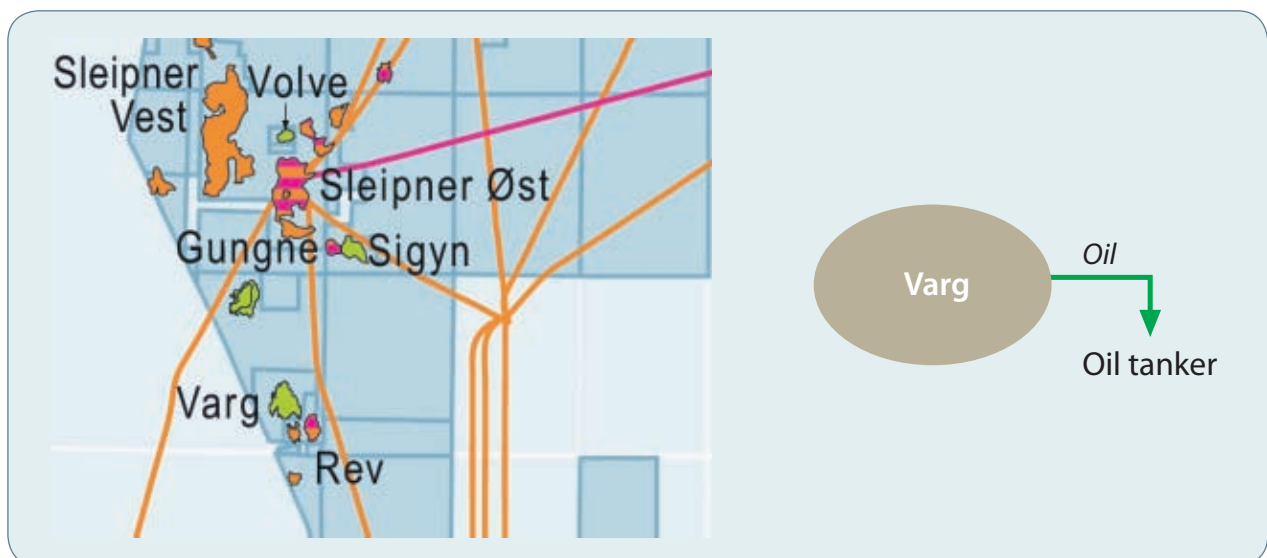 Sleipner
Vest
Volve
Sleipner Øst
Gungne
Sigyn
Varg
Rev
Varg
Oil
Oil tanker